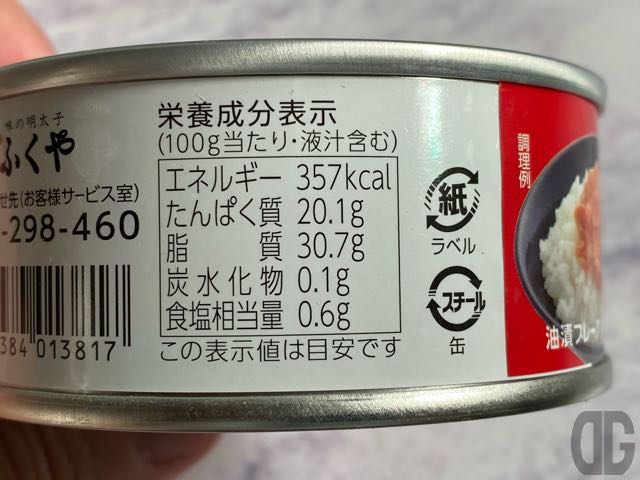 味の明太子
ふくや
せ先(お客様サービス室)
-298-460
384 013817
栄養成分表示
(100g当たり・液汁含む)
エネルギー 357kcal
たんぱく質 20.1g
脂質 30.7g
炭水化物 0.1g
食塩相当量 0.6g
この表示値は目安です
紙
ラベル
スチール
缶
調理例
油漬フレー
DG